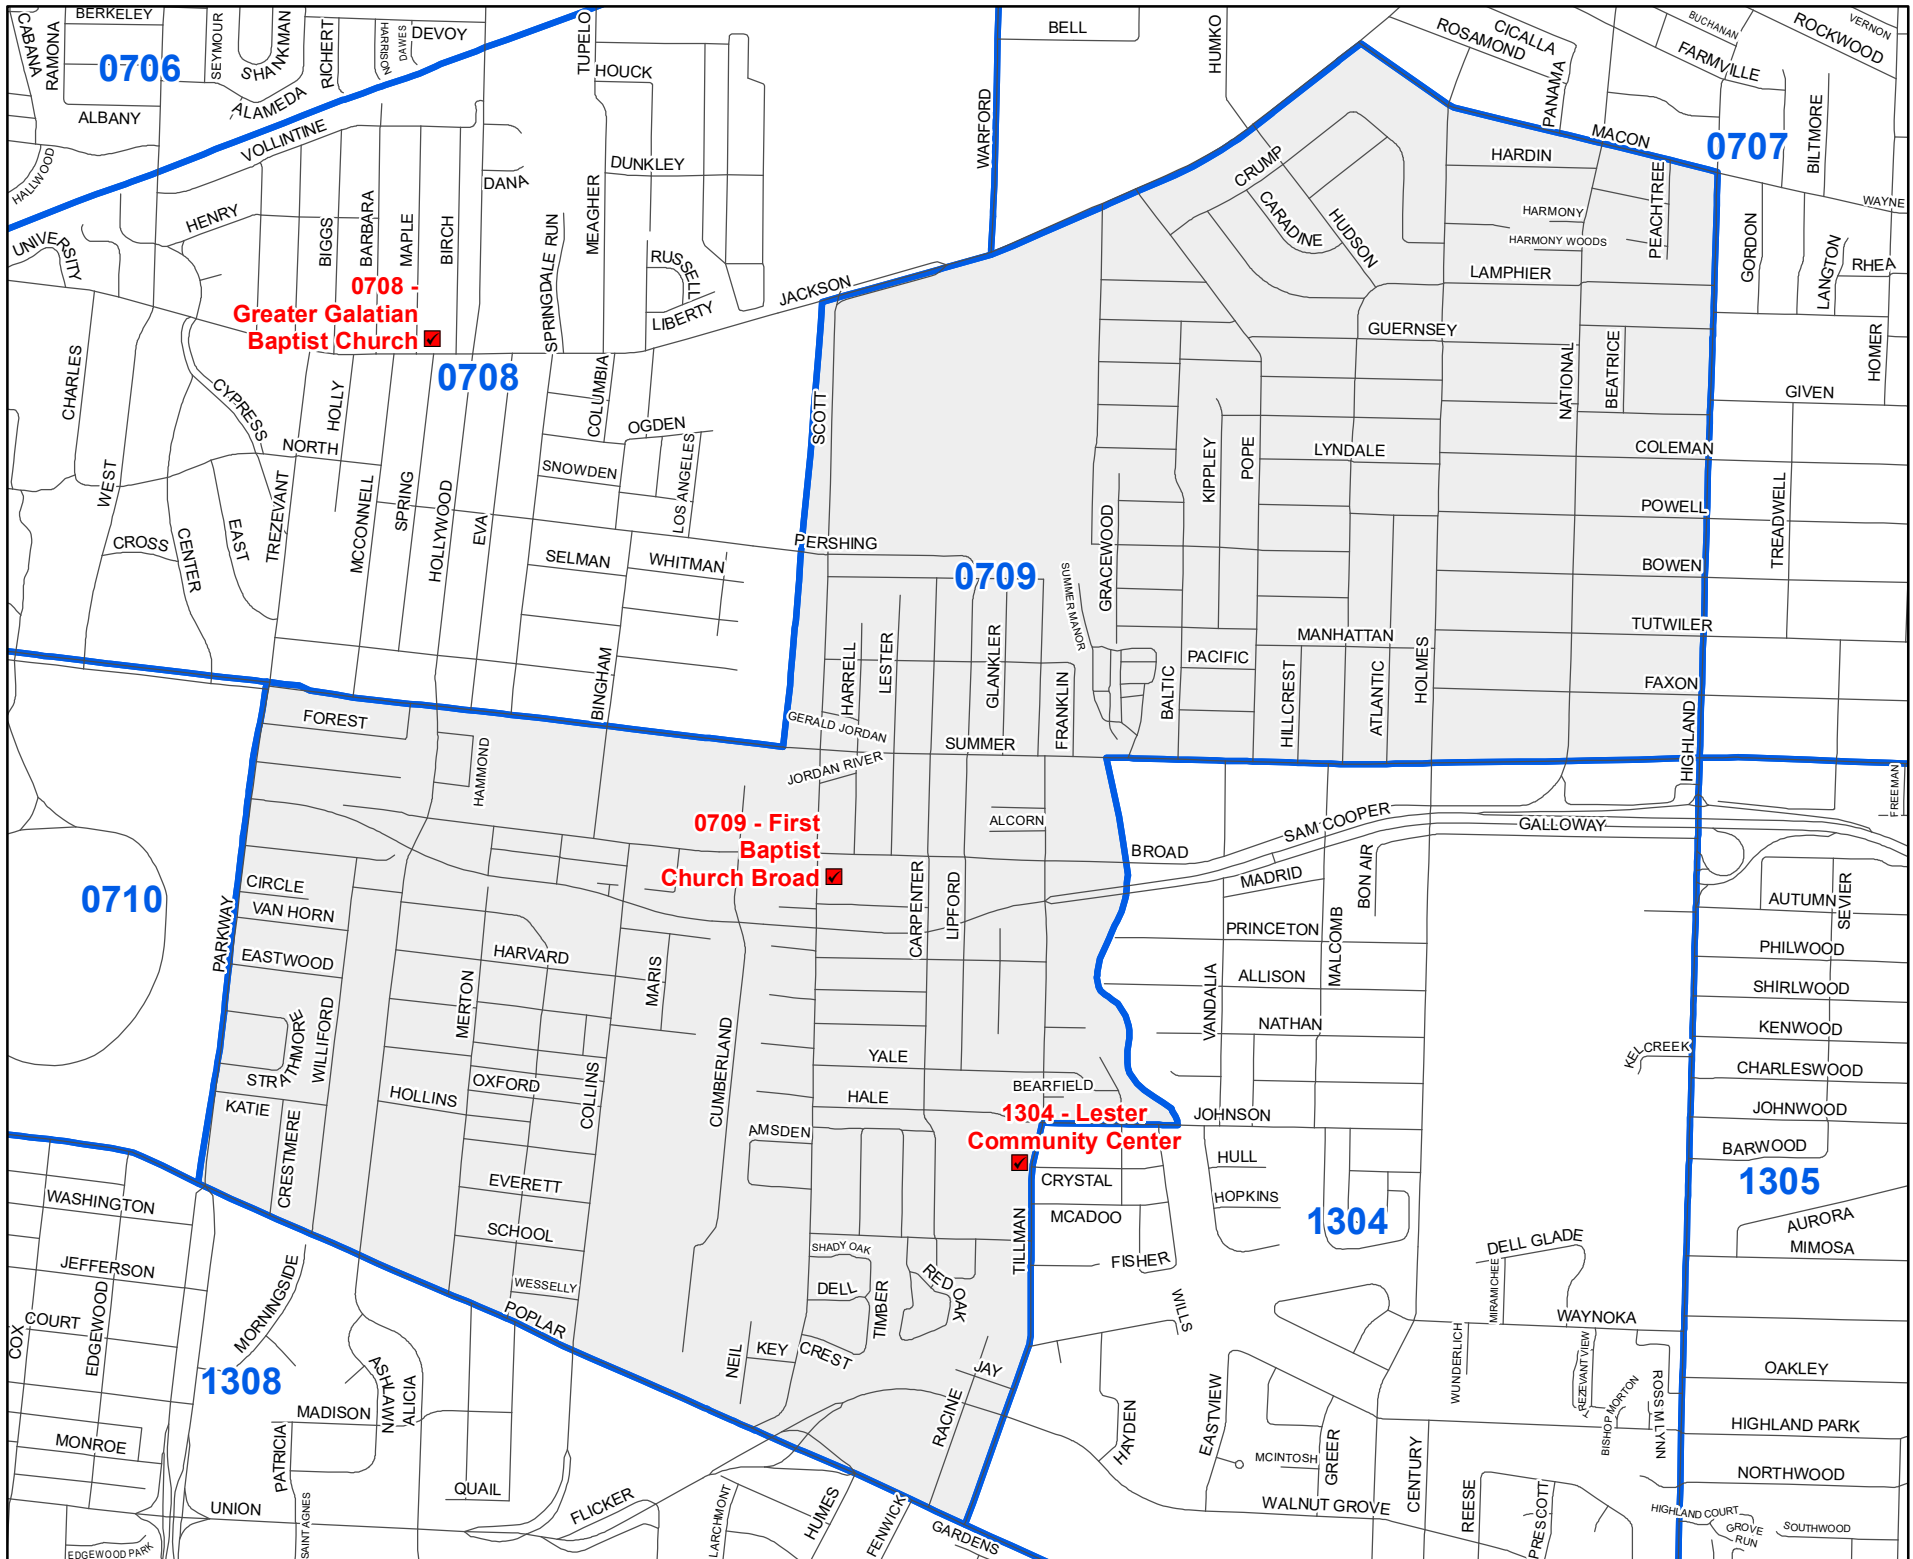 BERKELEY
CABANA
RAMONA
SEYMOUR
SHANKMAN
RICHERT
HARRISON
DAWES
DEVOY
TUPELO
BELL
HUMKO
CICALLA
ROSAMOND
BUCHANAN
ROCKWOOD
VERNON
FARMVILLE
PANAMA
0706
HOUCK
ALAMEDA
ALBANY
VOLLINTINE
HALLWOOD
WARFORD
MACON
0707
BILTMORE
HARDIN
CRUMP
DUNKLEY
DANA
MEAGHER
HENRY
BIGGS
BARBARA
MAPLE
BIRCH
SPRINGDALE RUN
CARADINE
HUDSON
HARMONY
HARMONY WOODS
PEACHTREE
WAYNE
GORDON
LANGTON
RHEA
UNIVERSITY
RUSSELL
LIBERTY
JACKSON
LAMPHIER
0708 -
Greater Galatian
Baptist Church
GUERNSEY
0708
CHARLES
CYPRESS
HOLLY
COLUMBIA
SCOTT
NATIONAL
BEATRICE
HOMER
GIVEN
OGDEN
NORTH
LOS ANGELES
SNOWDEN
KIPPLEY
POPE
LYNDALE
COLEMAN
WEST
TREZEVANT
MCCONNELL
SPRING
HOLLYWOOD
EVA
POWELL
TREADWELL
CROSS
CENTER
EAST
PERSHING
SELMAN
WHITMAN
GRACEWOOD
BOWEN
0709
SUMMER MANOR
TUTWILER
MANHATTAN
HARRELL
LESTER
GLANKLER
FRANKLIN
BALTIC
PACIFIC
HILLCREST
ATLANTIC
HOLMES
FAXON
BINGHAM
FOREST
GERALD JORDAN
SUMMER
HIGHLAND
JORDAN RIVER
HAMMOND
FREEMAN
ALCORN
SAM COOPER
GALLOWAY
0709 - First
Baptist
Church Broad
BROAD
MADRID
BON AIR
0710
CIRCLE
VAN HORN
PARKWAY
EASTWOOD
CARPENTER
LIPFORD
AUTUMN
SEVIER
PRINCETON
MALCOMB
PHILWOOD
HARVARD
MARIS
ALLISON
VANDALIA
SHIRLWOOD
MERTON
STRATHMORE
WILLIFORD
CUMBERLAND
NATHAN
KENWOOD
YALE
KELCREEK
CHARLESWOOD
OXFORD
COLLINS
BEARFIELD
KATIE
HOLLINS
HALE
1304 - Lester
Community Center
JOHNSON
JOHNWOOD
AMSDEN
BARWOOD
CRESTMERE
HULL
CRYSTAL
1305
EVERETT
HOPKINS
WASHINGTON
MCADOO
1304
SCHOOL
TILLMAN
SHADY OAK
FISHER
DELL GLADE
AURORA
MIMOSA
JEFFERSON
MORNINGSIDE
WESSELLY
DELL
TIMBER
RED OAK
WILLS
MIRAMICHEE
WAYNOKA
COURT
COX
EDGEWOOD
POPLAR
NEIL
KEY
CREST
JAY
WUNDERLICH
TREZEVANT VIEW
OAKLEY
1308
ASHLAWN
ALICIA
RACINE
BISHOP MORTON
ROSS M LYNN
HIGHLAND PARK
MADISON
HAYDEN
EASTVIEW
MONROE
PATRICIA
MCINTOSH
GREER
CENTURY
NORTHWOOD
QUAIL
REESE
PRESCOTT
UNION
FLICKER
LARCHMONT
HUMES
FENWICK
GARDENS
WALNUT GROVE
HIGHLAND COURT
GROVE
RUN
SOUTHWOOD
SAINT AGNES
EDGEWOOD PARK